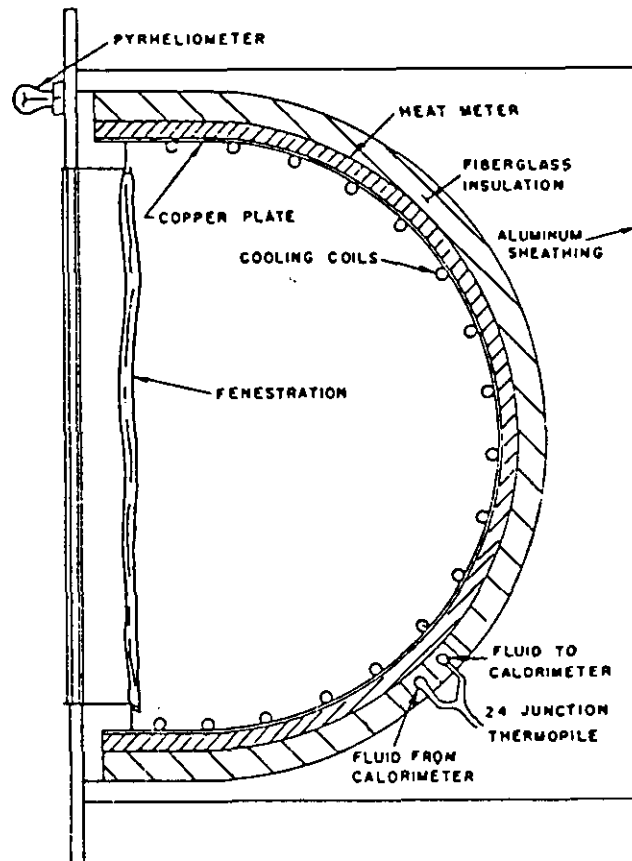 PYRHELIOMETER
HEAT METER
FIBERGLASS
INSULATION
COPPER PLATE
ALUMINUM
SHEATHING
COOLING COILS
FENESTRATION
FLUID TO
CALORIMETER
24 JUNCTION
THERMOPILE
FLUID FROM
CALORIMETER